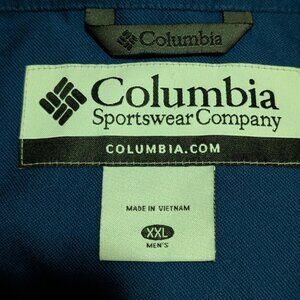 Columbia
Columbia
Sportswear Company
COLUMBIA.COM
MADE IN VIETNAM
XXL
MEN'S